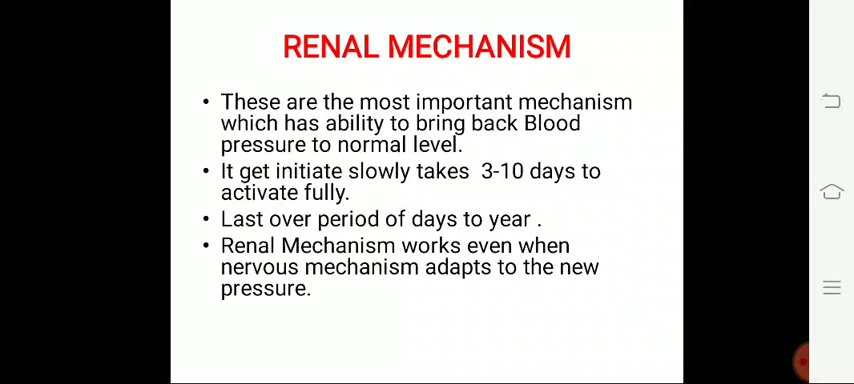 RENAL MECHANISM
• These are the most important mechanism
which has ability to bring back Blood
pressure to normal level.
• It get initiate slowly takes 3-10 days to
activate fully.
• Last over period of days to year .
• Renal Mechanism works even when
nervous mechanism adapts to the new
pressure.